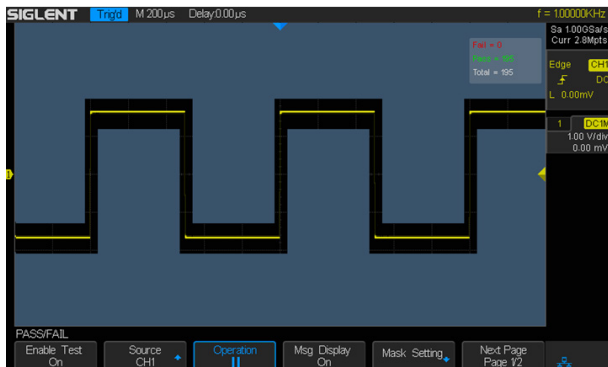 SIGLENT Trig'd M 200µs Delay:0.00µs f = 1.00000KHz
Sa 1.00GSa/s
Curr 2.8Mpts
Fail = 0
Pass = 195
Total = 195
Edge CH1
DC
L 0.00mV
1 DC1M
1.00 V/div
0.00 mV
1
PASS/FAIL
Enable Test
On
Source
CH1
Operation
Msg Display
On
Mask Setting
Next Page
Page 1/2